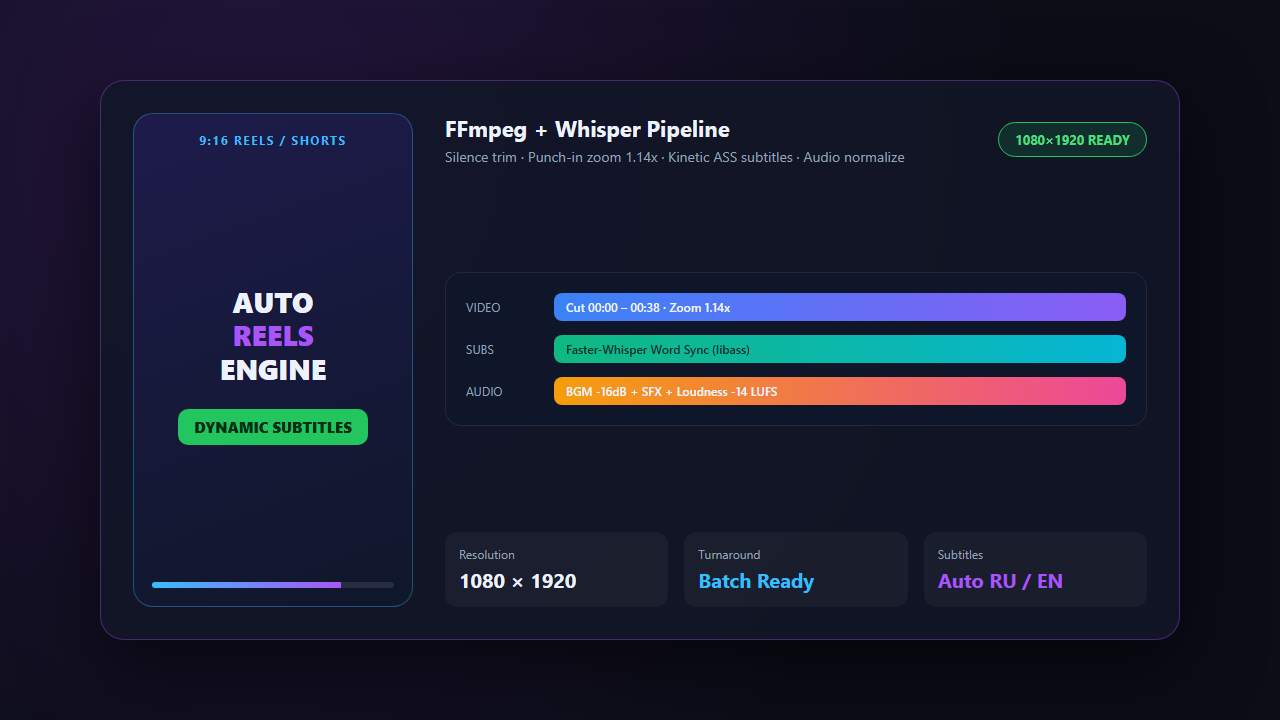 9:16 REELS / SHORTS
AUTO
REELS
ENGINE
DYNAMIC SUBTITLES
FFmpeg + Whisper Pipeline
Silence trim · Punch-in zoom 1.14x · Kinetic ASS subtitles · Audio normalize
1080×1920 READY
VIDEO
Cut 00:00 – 00:38 · Zoom 1.14x
SUBS
Faster-Whisper Word Sync (libass)
AUDIO
BGM -16dB + SFX + Loudness -14 LUFS
Resolution
1080 × 1920
Turnaround
Batch Ready
Subtitles
Auto RU / EN